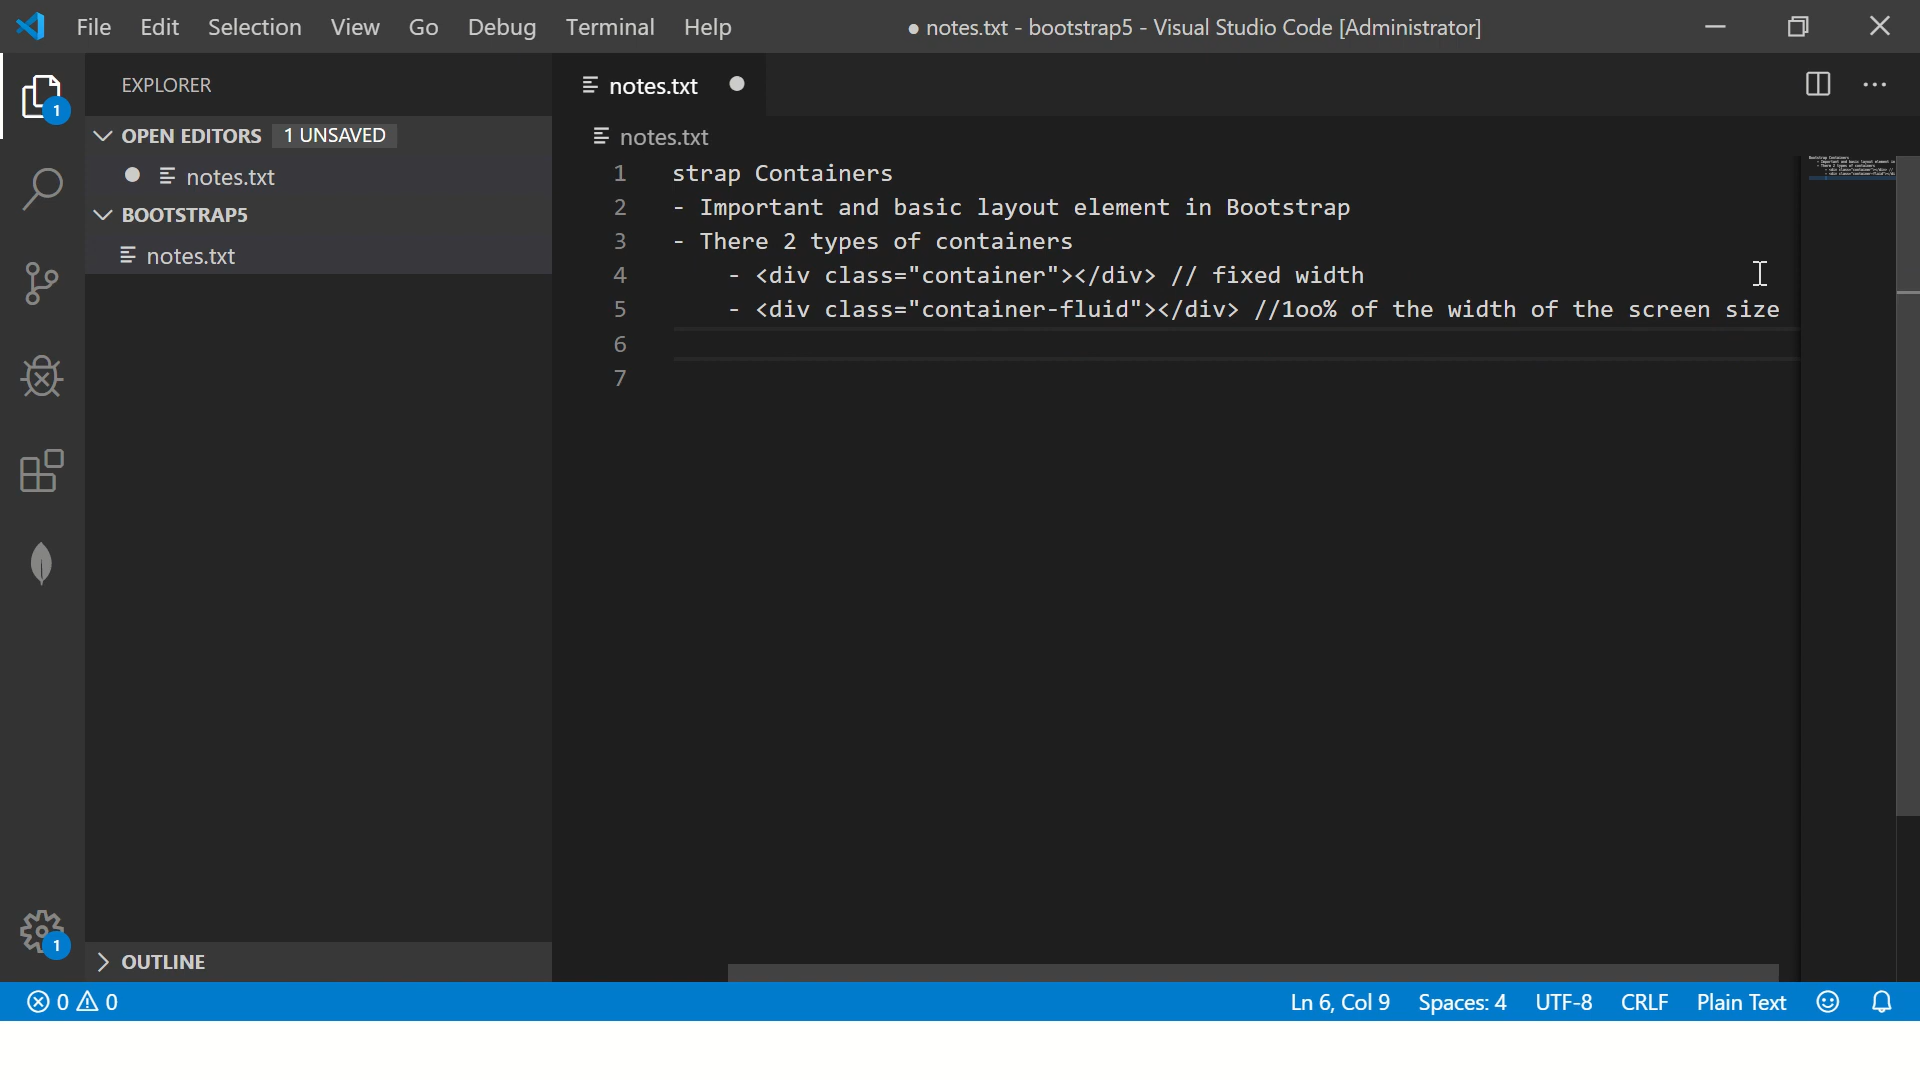 File Edit Selection View Go Debug Terminal Help ● notes.txt - bootstrap5 - Visual Studio Code [Administrator]
EXPLORER
OPEN EDITORS 1 UNSAVED
notes.txt
BOOTSTRAP5
notes.txt
OUTLINE
notes.txt
notes.txt
1 strap Containers
2 - Important and basic layout element in Bootstrap
3 - There 2 types of containers
4 - <div class="container"></div> // fixed width
5 - <div class="container-fluid"></div> //1oo% of the width of the screen size
6
7
1
1
0 0 Ln 6, Col 9 Spaces: 4 UTF-8 CRLF Plain Text